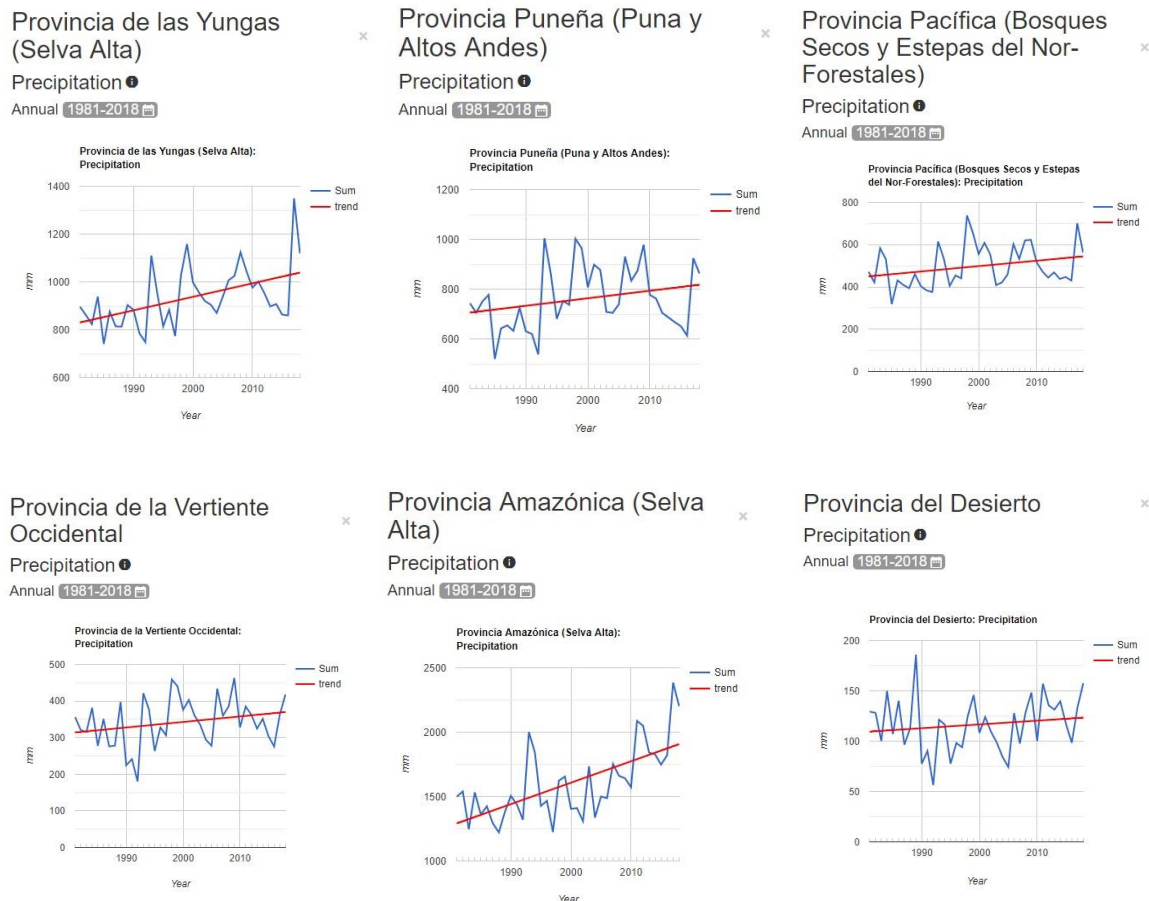 Provincia de las Yungas
(Selva Alta)
×
Precipitation
Annual 1981-2018
Provincia de las Yungas (Selva Alta):
Precipitation
1400
1200
1000
800
600
mm
1990
2000
2010
Year
Sum
trend
Provincia Puneña (Puna y
Altos Andes)
×
Precipitation
Annual 1981-2018
Provincia Puneña (Puna y Altos Andes):
Precipitation
1200
1000
800
600
400
mm
1990
2000
2010
Year
Sum
trend
Provincia Pacífica (Bosques
Secos y Estepas del Nor-
Forestales)
×
Precipitation
Annual 1981-2018
Provincia Pacífica (Bosques Secos y Estepas
del Nor-Forestales): Precipitation
800
600
400
200
0
mm
1990
2000
2010
Year
Sum
trend
Provincia de la Vertiente
Occidental
×
Precipitation
Annual 1981-2018
Provincia de la Vertiente Occidental:
Precipitation
500
400
300
200
100
0
mm
1990
2000
2010
Year
Sum
trend
Provincia Amazónica (Selva
Alta)
×
Precipitation
Annual 1981-2018
Provincia Amazónica (Selva Alta):
Precipitation
2500
2000
1500
1000
mm
1990
2000
2010
Year
Sum
trend
Provincia del Desierto
×
Precipitation
Annual 1981-2018
Provincia del Desierto: Precipitation
200
150
100
50
0
mm
1990
2000
2010
Year
Sum
trend